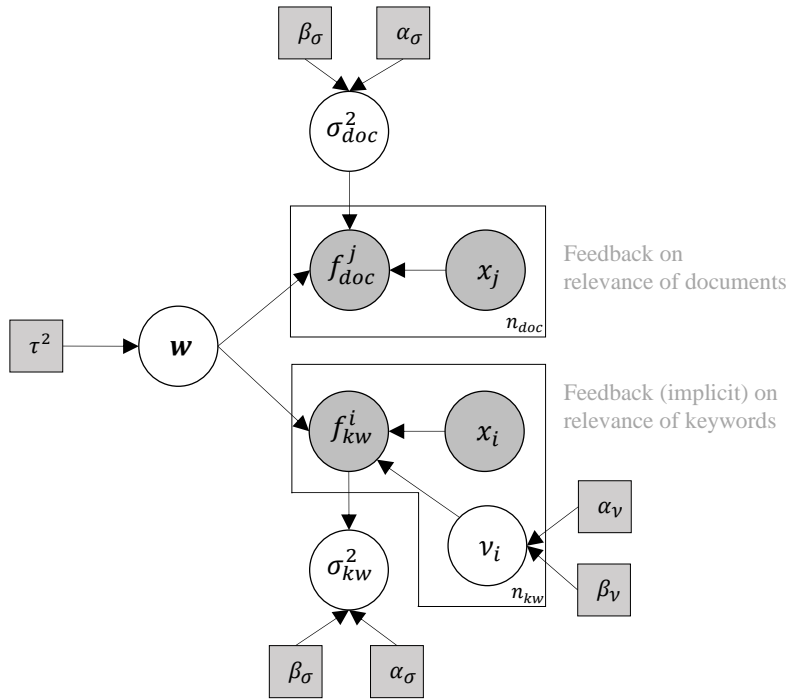 β_σ α_σ
σ²_doc
f^j_doc x_j
n_doc
Feedback on
relevance of documents
τ² w
f^i_kw x_i
Feedback (implicit) on
relevance of keywords
ν_i
n_kw
α_ν
β_ν
σ²_kw
β_σ α_σ